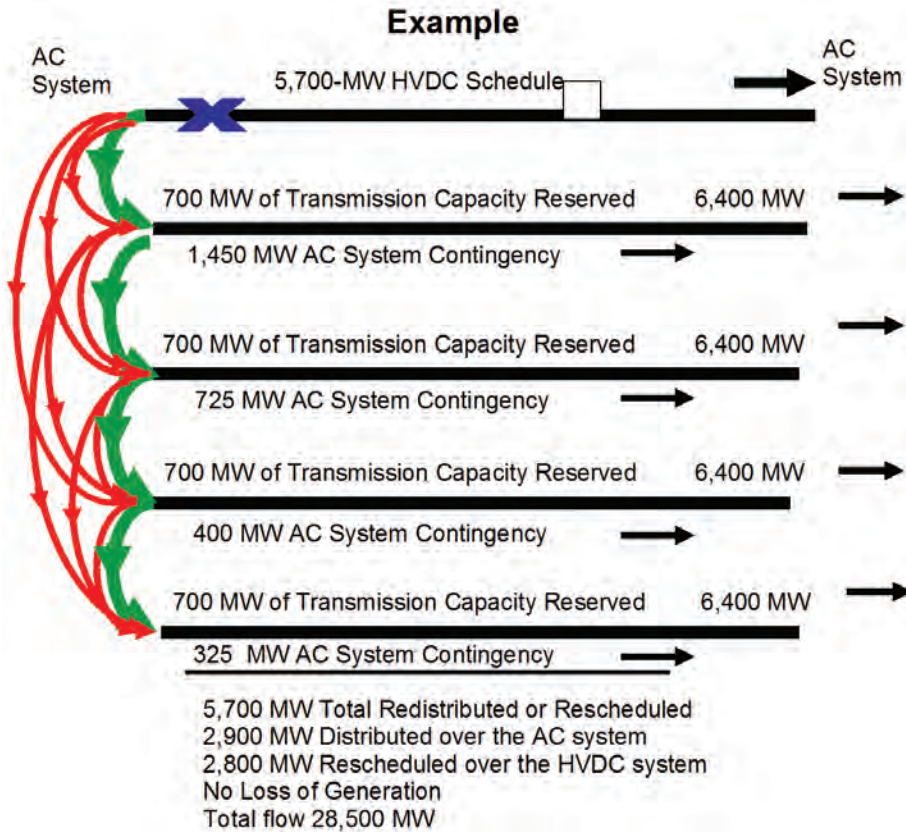 Example
AC
System
5,700-MW HVDC Schedule
AC
System
700 MW of Transmission Capacity Reserved 6,400 MW
1,450 MW AC System Contingency
700 MW of Transmission Capacity Reserved 6,400 MW
725 MW AC System Contingency
700 MW of Transmission Capacity Reserved 6,400 MW
400 MW AC System Contingency
700 MW of Transmission Capacity Reserved 6,400 MW
325 MW AC System Contingency
5,700 MW Total Redistributed or Rescheduled
2,900 MW Distributed over the AC system
2,800 MW Rescheduled over the HVDC system
No Loss of Generation
Total flow 28,500 MW